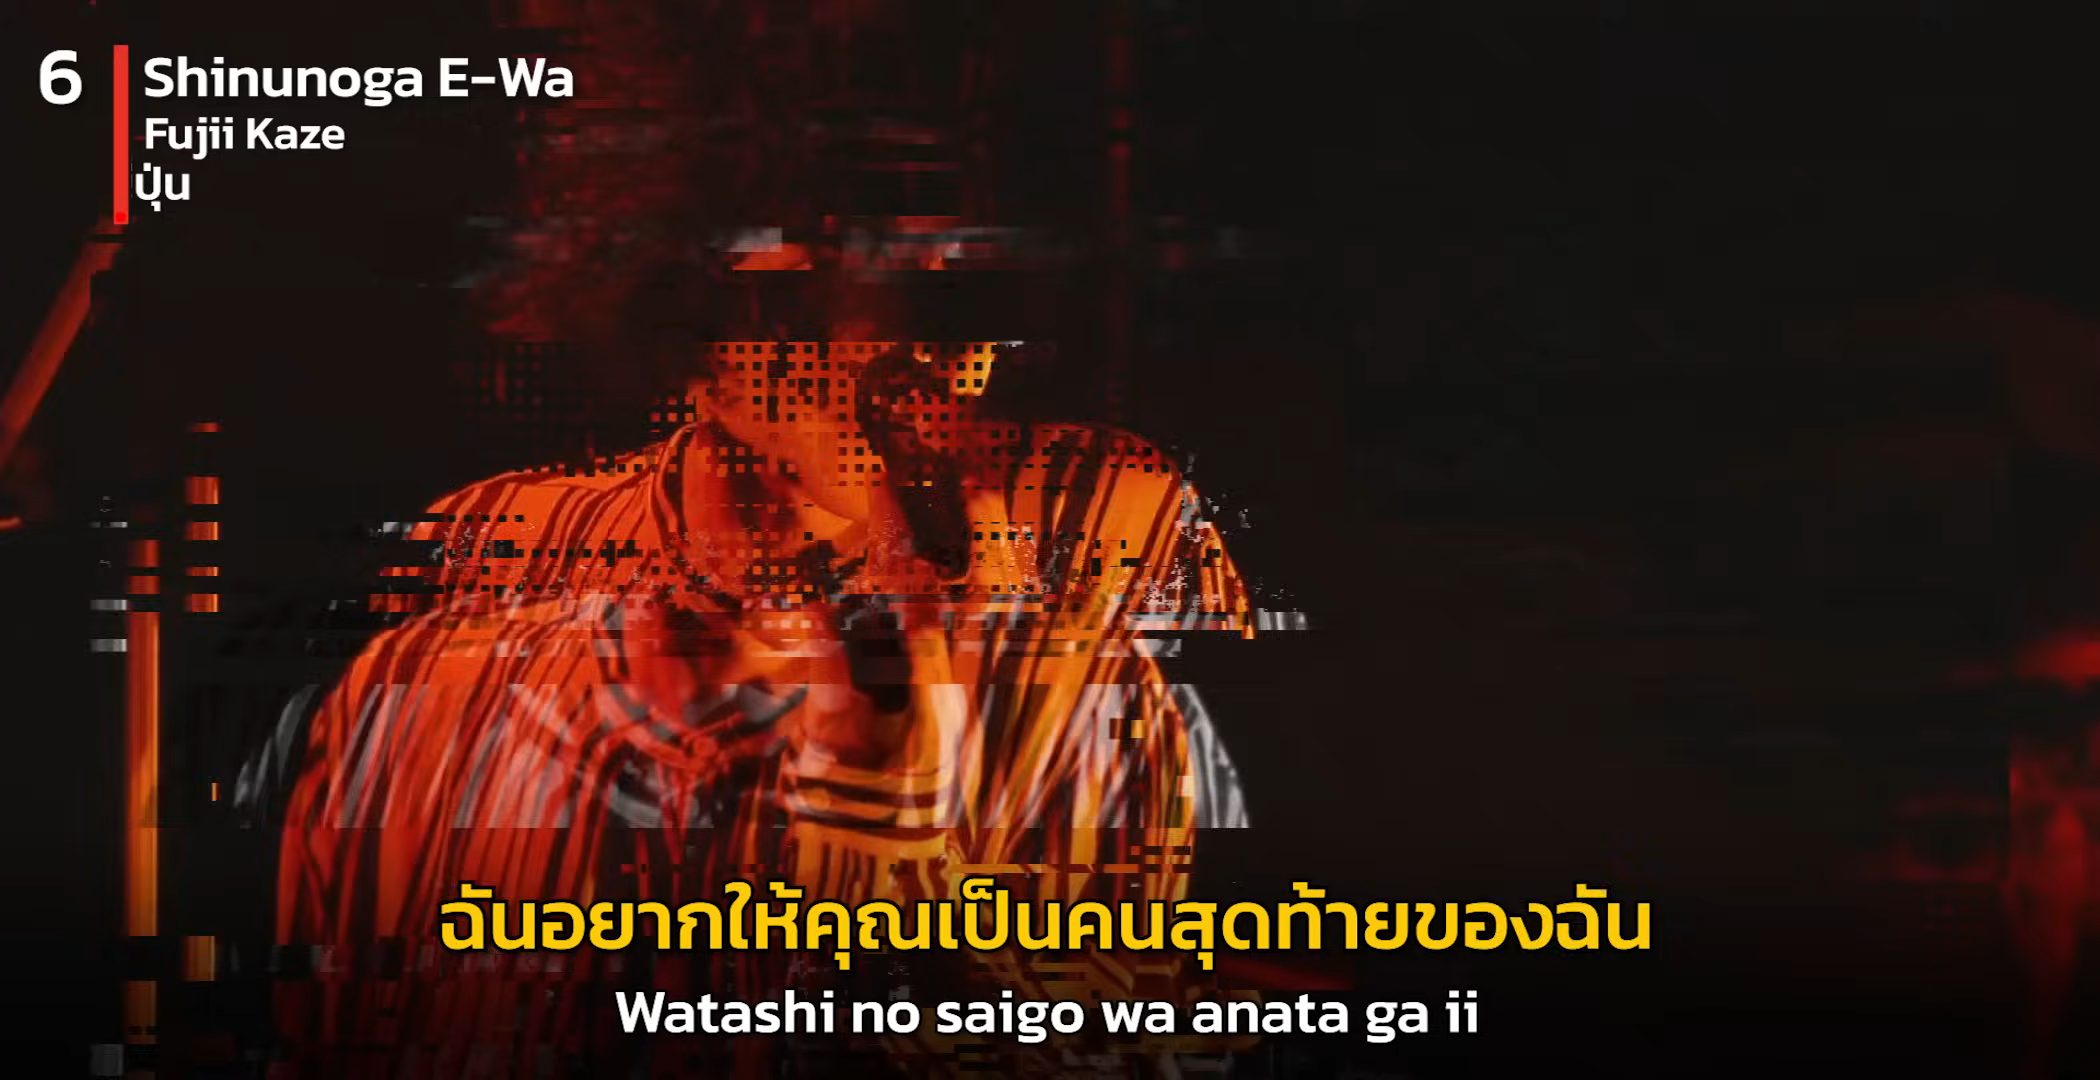 6
Shinunoga E-Wa
Fujii Kaze
ปุ่น
ฉันอยากให้คุณเป็นคนสุดท้ายของฉัน
Watashi no saigo wa anata ga ii